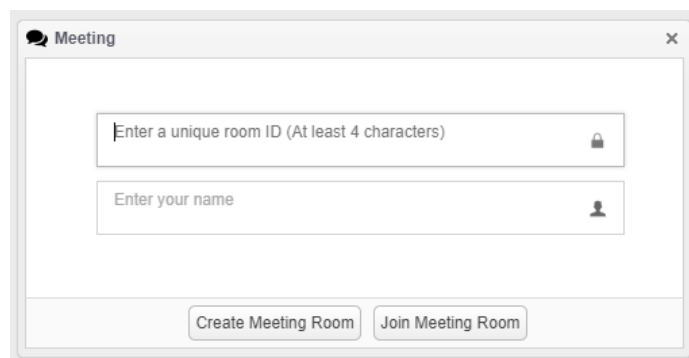 Meeting
Enter a unique room ID (At least 4 characters)
Enter your name
Create Meeting Room Join Meeting Room